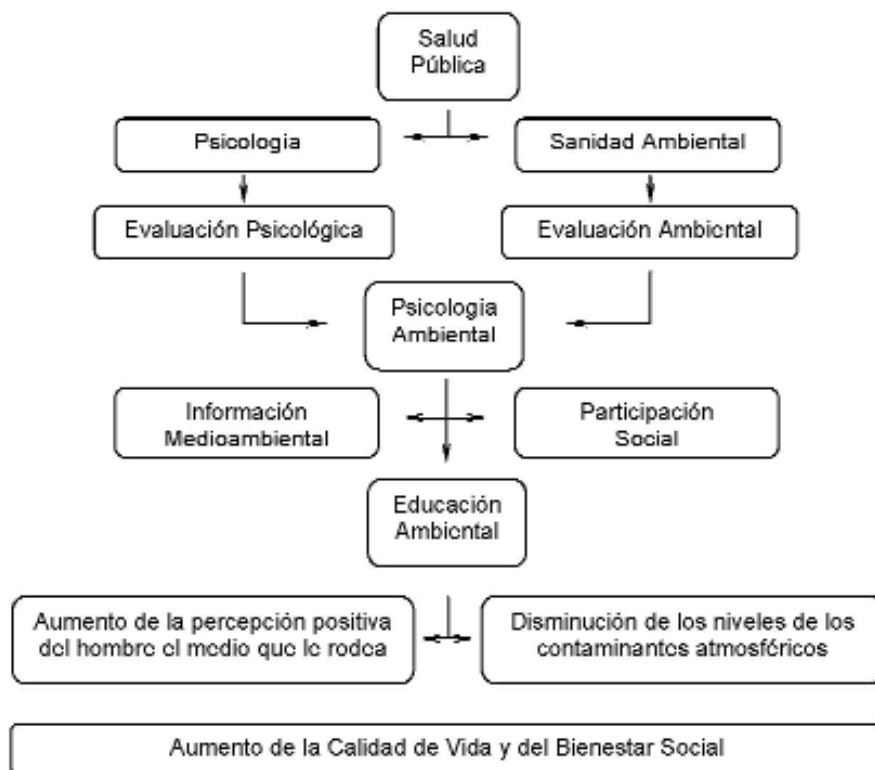 Salud
Pública
Psicologia
Sanidad Ambiental
Evaluación Psicológica
Evaluación Ambiental
Psicologia
Ambiental
Información
Medioambiental
Participación
Social
Educación
Ambiental
Aumento de la percepción positiva
del hombre el medio que le rodea
Disminución de los niveles de los
contaminantes atmosféricos
Aumento de la Calidad de Vida y del Bienestar Social